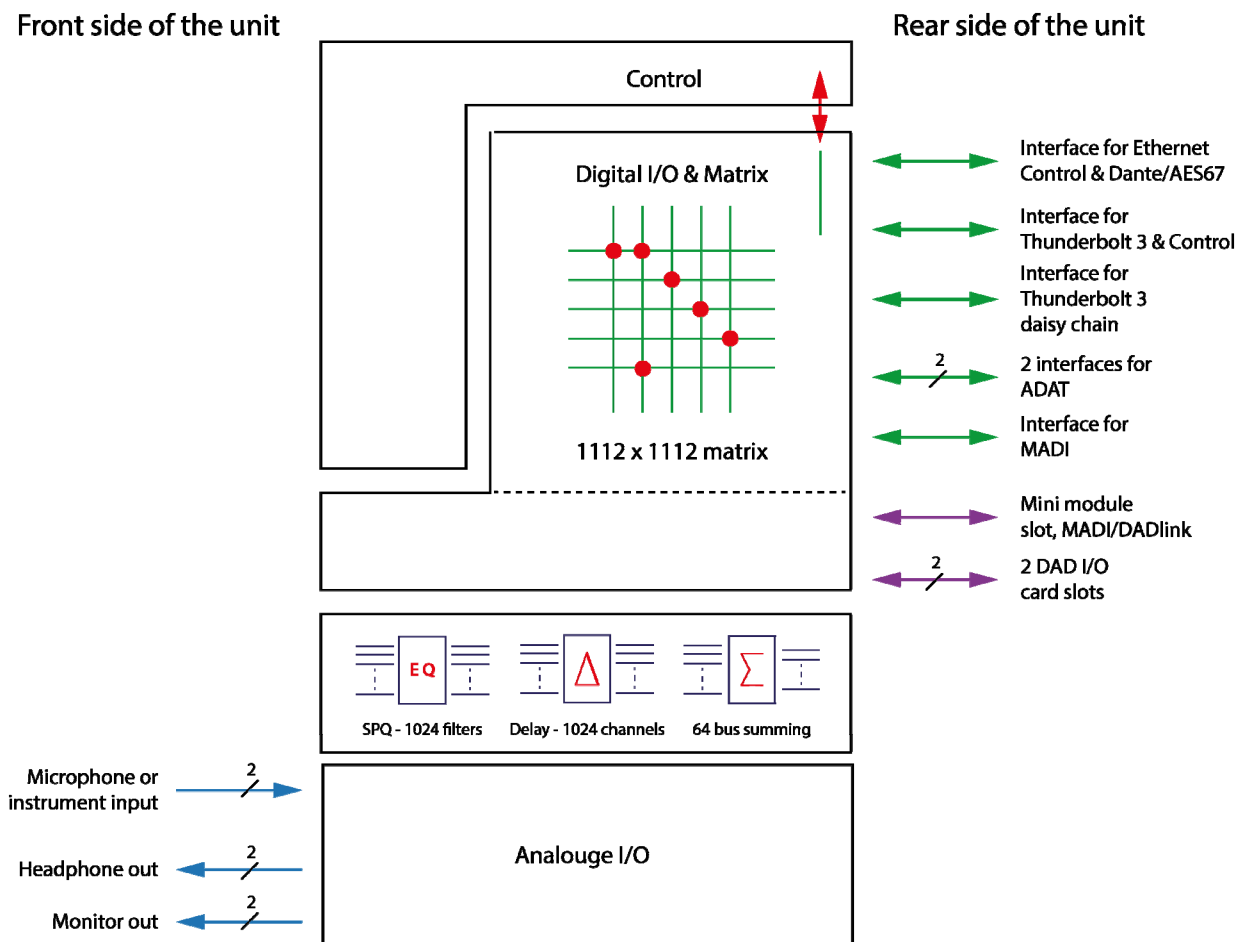 Front side of the unit
Rear side of the unit
Control
Digital I/O & Matrix
1112 x 1112 matrix
Interface for Ethernet
Control & Dante/AES67
Interface for
Thunderbolt 3 & Control
Interface for
Thunderbolt 3
daisy chain
2
2 interfaces for
ADAT
Interface for
MADI
Mini module
slot, MADI/DADlink
2
2 DAD I/O
card slots
EQ
Δ
Σ
SPQ - 1024 filters
Delay - 1024 channels
64 bus summing
Microphone or
instrument input
2
Headphone out
2
Monitor out
2
Analouge I/O